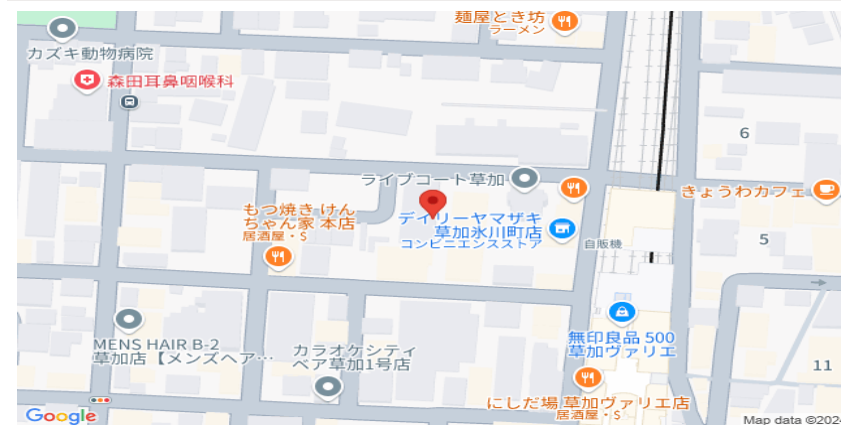 麺屋とき坊
ラーメン
カズキ動物病院
森田耳鼻咽喉科
6
ライブコート草加
きょうわカフェ
もつ焼き けん
ちゃん家 本店
居酒屋・$
デイリーヤマザキ
草加氷川町店
コンビニエンスストア
自販機
5
MENS HAIR B-2
草加店【メンズヘア…
カラオケシティ
ベア草加1号店
無印良品 500
草加ヴァリエ
11
にしだ場 草加ヴァリエ店
居酒屋・$
Google
Map data ©2024